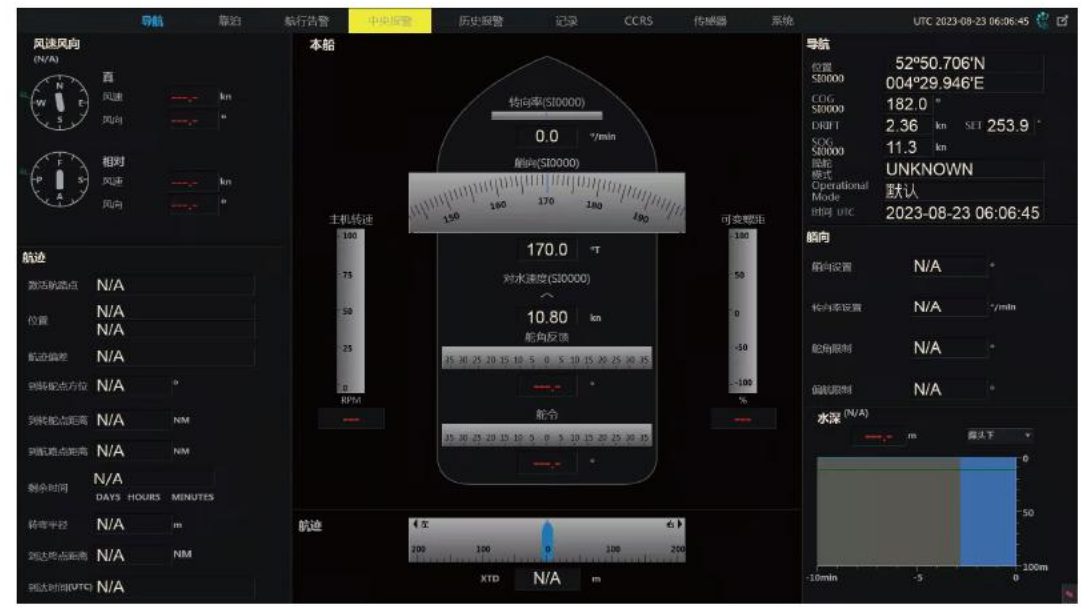 导航 靠泊 航行告警 中央报警 历史报警 记录 CCRS 传感器 系统 UTC 2023-08-23 06:06:45
风速风向
(N/A)
真
N
W E
S
风速 ---.- kn
风向 ---.- °
相对
F
P S
A
风速 ---.- kn
风向 ---.- °
航迹
激活航路点 N/A
位置 N/A
N/A
航迹偏差 N/A
到转舵点方位 N/A °
到转舵点距离 N/A NM
到航路点距离 N/A NM
剩余时间 N/A
DAYS HOURS MINUTES
转弯半径 N/A m
到达终点距离 N/A NM
到达时间(UTC) N/A
本船
转向率(SI0000)
0.0 °/min
艏向(SI0000)
150 160 170 180 190
170.0 °T
对水速度(SI0000)
10.80 kn
舵角反馈
35 30 25 20 15 10 5 0 5 10 15 20 25 30 35
---.- °
舵令
35 30 25 20 15 10 5 0 5 10 15 20 25 30 35
---.- °
主机转速
100
75
50
25
0
RPM
---
可变螺距
100
50
0
-50
-100
%
---
航迹
左 右
200 100 0 100 200
XTD N/A m
导航
位置 52º50.706'N
SI0000 004º29.946'E
COG 182.0 °
SI0000
DRIFT 2.36 kn SET 253.9 °
SOG 11.3 kn
SI0000
操舵
模式 UNKNOWN
Operational
Mode 默认
时间 UTC 2023-08-23 06:06:45
艏向
艏向设置 N/A °
转向率设置 N/A °/min
舵角限制 N/A °
偏航限制 N/A °
水深 (N/A)
---.- m 龙头下
0
50
100m
-10min -5 0